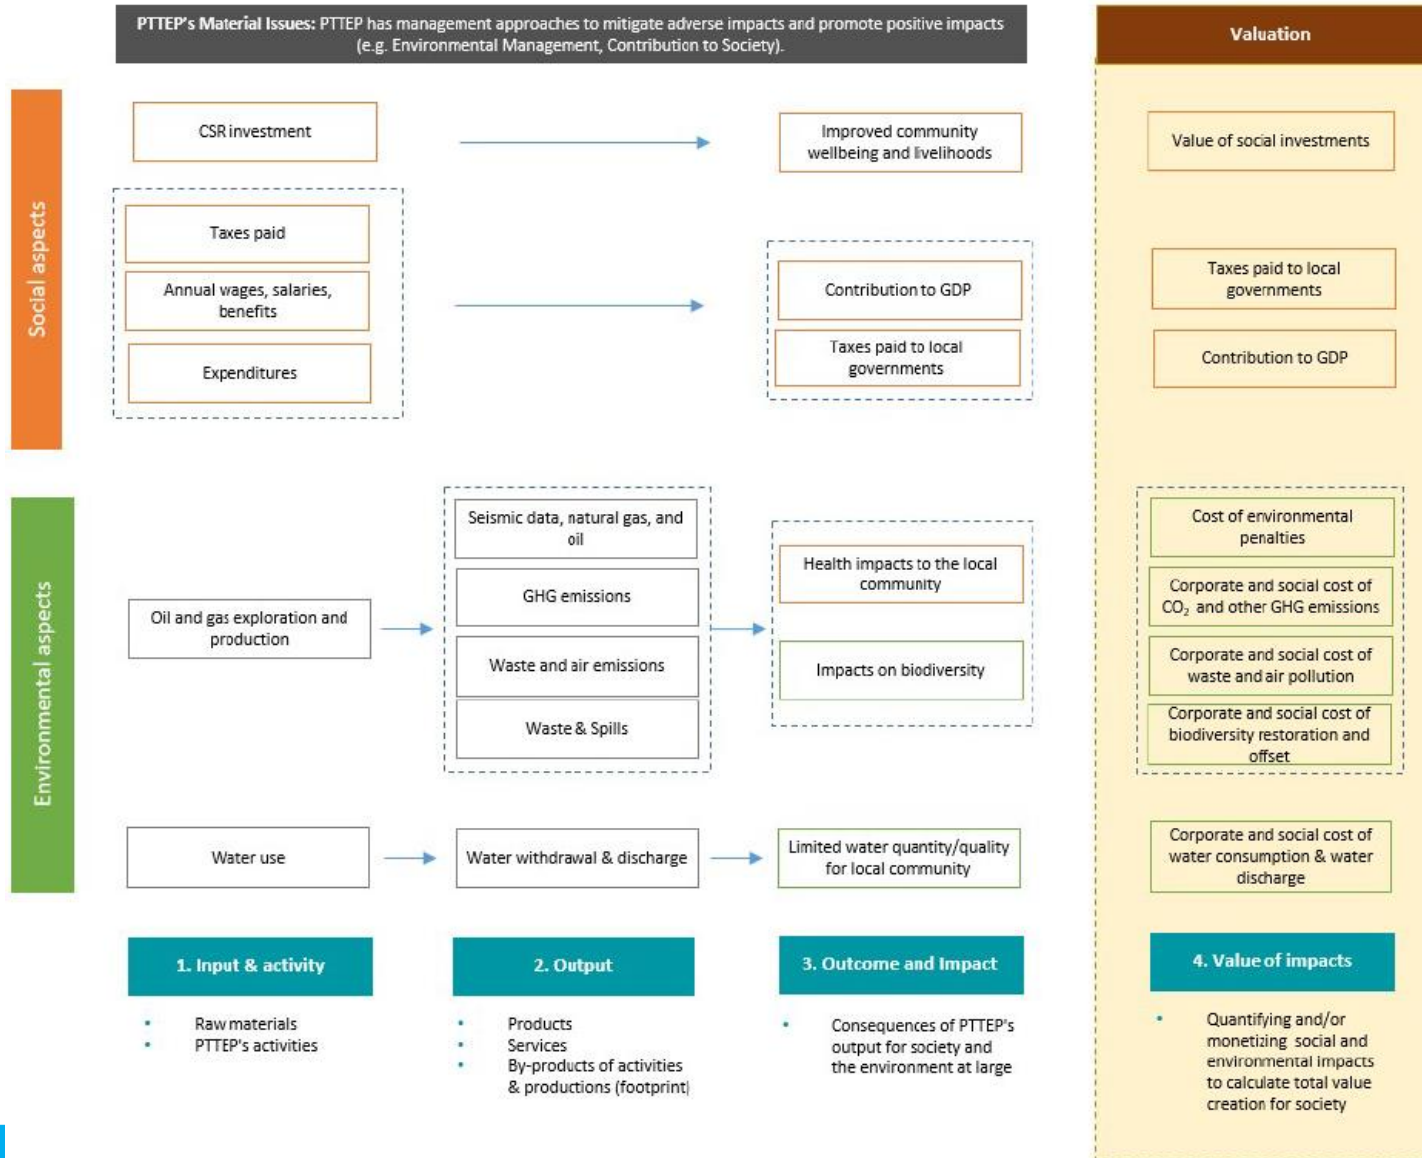 PTTEP's Material Issues: PTTEP has management approaches to mitigate adverse impacts and promote positive impacts
(e.g. Environmental Management, Contribution to Society).
Valuation
Social aspects
CSR investment
Improved community
wellbeing and livelihoods
Value of social investments
Taxes paid
Annual wages, salaries,
benefits
Expenditures
Contribution to GDP
Taxes paid to local
governments
Taxes paid to local
governments
Contribution to GDP
Environmental aspects
Oil and gas exploration and
production
Seismic data, natural gas, and
oil
GHG emissions
Waste and air emissions
Waste & Spills
Health impacts to the local
community
Impacts on biodiversity
Cost of environmental
penalties
Corporate and social cost of
CO₂ and other GHG emissions
Corporate and social cost of
waste and air pollution
Corporate and social cost of
biodiversity restoration and
offset
Water use
Water withdrawal & discharge
Limited water quantity/quality
for local community
Corporate and social cost of
water consumption & water
discharge
1. Input & activity
• Raw materials
• PTTEP's activities
2. Output
• Products
• Services
• By-products of activities
& productions (footprint)
3. Outcome and Impact
• Consequences of PTTEP's
output for society and
the environment at large
4. Value of impacts
• Quantifying and/or
monetizing social and
environmental impacts
to calculate total value
creation for society